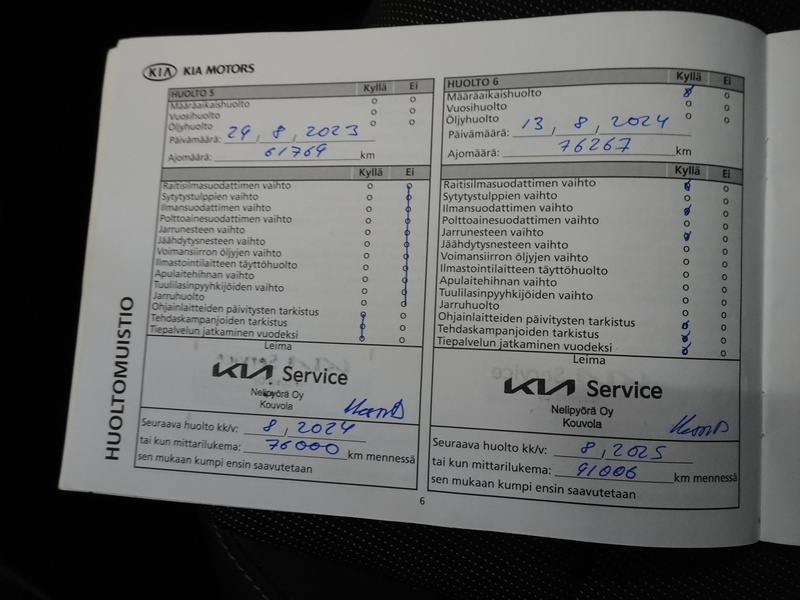 KIA KIA MOTORS
HUOLTOMUISTIO
HUOLTO 5 Kyllä Ei
Määräaikaishuolto
Vuosihuolto
Öljyhuolto
Päivämäärä: 29, 8, 2023
Ajomäärä: 61769 km
Kyllä Ei
Raitisilmasuodattimen vaihto
Sytytystulppien vaihto
Ilmansuodattimen vaihto
Polttoainesuodattimen vaihto
Jarrunesteen vaihto
Jäähdytysnesteen vaihto
Voimansiirron öljyjen vaihto
Ilmastointilaitteen täyttöhuolto
Apulaitehihnan vaihto
Tuulilasinpyyhkijöiden vaihto
Jarruhuolto
Ohjainlaitteiden päivitysten tarkistus
Tehdaskampanjoiden tarkistus
Tiepalvelun jatkaminen vuodeksi
Leima
KIA Service
Nelipyörä Oy
Kouvola
Seuraava huolto kk/v: 8, 2024
tai kun mittarilukema: 76000 km mennessä
sen mukaan kumpi ensin saavutetaan
HUOLTO 6 Kyllä Ei
Määräaikaishuolto
Vuosihuolto
Öljyhuolto
Päivämäärä: 13, 8, 2024
Ajomäärä: 76267 km
Kyllä Ei
Raitisilmasuodattimen vaihto
Sytytystulppien vaihto
Ilmansuodattimen vaihto
Polttoainesuodattimen vaihto
Jarrunesteen vaihto
Jäähdytysnesteen vaihto
Voimansiirron öljyjen vaihto
Ilmastointilaitteen täyttöhuolto
Apulaitehihnan vaihto
Tuulilasinpyyhkijöiden vaihto
Jarruhuolto
Ohjainlaitteiden päivitysten tarkistus
Tehdaskampanjoiden tarkistus
Tiepalvelun jatkaminen vuodeksi
Leima
KIA Service
Nelipyörä Oy
Kouvola
Seuraava huolto kk/v: 8, 2025
tai kun mittarilukema: 91000 km mennessä
sen mukaan kumpi ensin saavutetaan
6